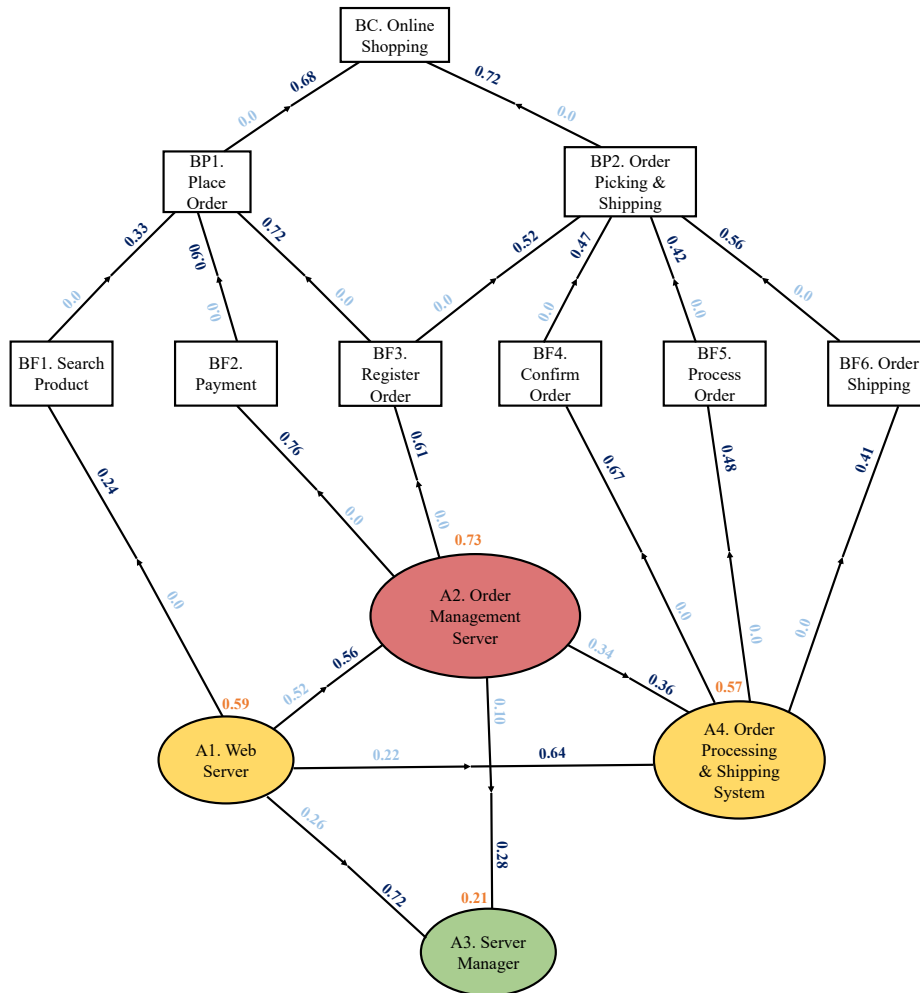 BC. Online
Shopping
0.68
0.72
0.0
0.0
BP1.
Place
Order
BP2. Order
Picking &
Shipping
0.33
0.90
0.72
0.52
0.47
0.42
0.56
0.0
0.0
0.0
0.0
0.0
0.0
0.0
BF1. Search
Product
BF2.
Payment
BF3.
Register
Order
BF4.
Confirm
Order
BF5.
Process
Order
BF6. Order
Shipping
0.24
0.76
0.61
0.67
0.48
0.41
0.0
0.0
0.0
0.0
0.0
0.0
0.73
A2. Order
Management
Server
0.59
0.52
0.56
0.34
0.36
0.57
A1. Web
Server
0.10
0.22
0.64
A4. Order
Processing
& Shipping
System
0.26
0.72
0.28
0.21
A3. Server
Manager